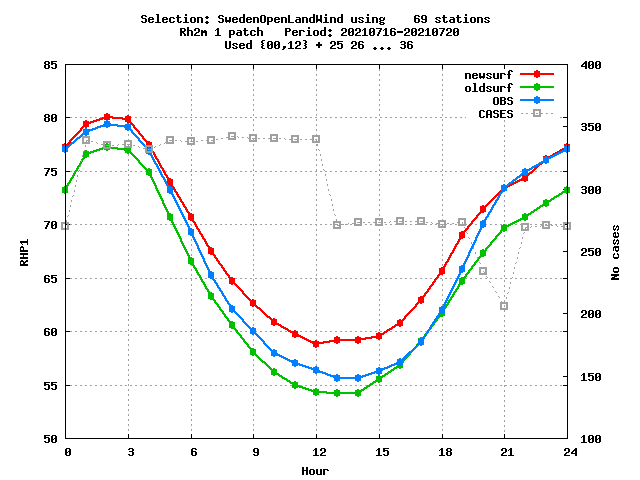 Selection: SwedenOpenLandWind using    69 stations
Rh2m 1 patch   Period: 20210716-20210720
Used {00,12} + 25 26 ... 36
newsurf
oldsurf
OBS
CASES
85
80
75
70
65
60
55
50
400
350
300
250
200
150
100
RHP1
No cases
0 3 6 9 12 15 18 21 24
Hour